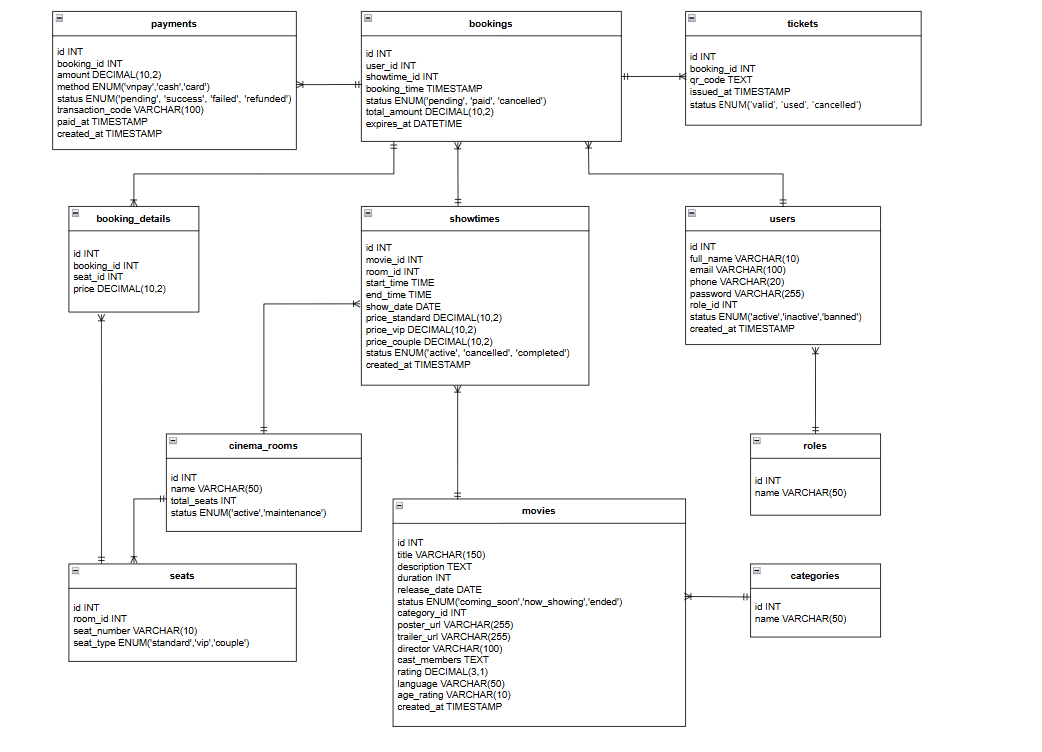 payments
id INT
booking_id INT
amount DECIMAL(10,2)
method ENUM('vnpay','cash','card')
status ENUM('pending', 'success', 'failed', 'refunded')
transaction_code VARCHAR(100)
paid_at TIMESTAMP
created_at TIMESTAMP
bookings
id INT
user_id INT
showtime_id INT
booking_time TIMESTAMP
status ENUM('pending', 'paid', 'cancelled')
total_amount DECIMAL(10,2)
expires_at DATETIME
tickets
id INT
booking_id INT
qr_code TEXT
issued_at TIMESTAMP
status ENUM('valid', 'used', 'cancelled')
booking_details
id INT
booking_id INT
seat_id INT
price DECIMAL(10,2)
showtimes
id INT
movie_id INT
room_id INT
start_time TIME
end_time TIME
show_date DATE
price_standard DECIMAL(10,2)
price_vip DECIMAL(10,2)
price_couple DECIMAL(10,2)
status ENUM('active', 'cancelled', 'completed')
created_at TIMESTAMP
users
id INT
full_name VARCHAR(10)
email VARCHAR(100)
phone VARCHAR(20)
password VARCHAR(255)
role_id INT
status ENUM('active','inactive','banned')
created_at TIMESTAMP
cinema_rooms
id INT
name VARCHAR(50)
total_seats INT
status ENUM('active','maintenance')
roles
id INT
name VARCHAR(50)
seats
id INT
room_id INT
seat_number VARCHAR(10)
seat_type ENUM('standard','vip','couple')
movies
id INT
title VARCHAR(150)
description TEXT
duration INT
release_date DATE
status ENUM('coming_soon','now_showing','ended')
category_id INT
poster_url VARCHAR(255)
trailer_url VARCHAR(255)
director VARCHAR(100)
cast_members TEXT
rating DECIMAL(3,1)
language VARCHAR(50)
age_rating VARCHAR(10)
created_at TIMESTAMP
categories
id INT
name VARCHAR(50)